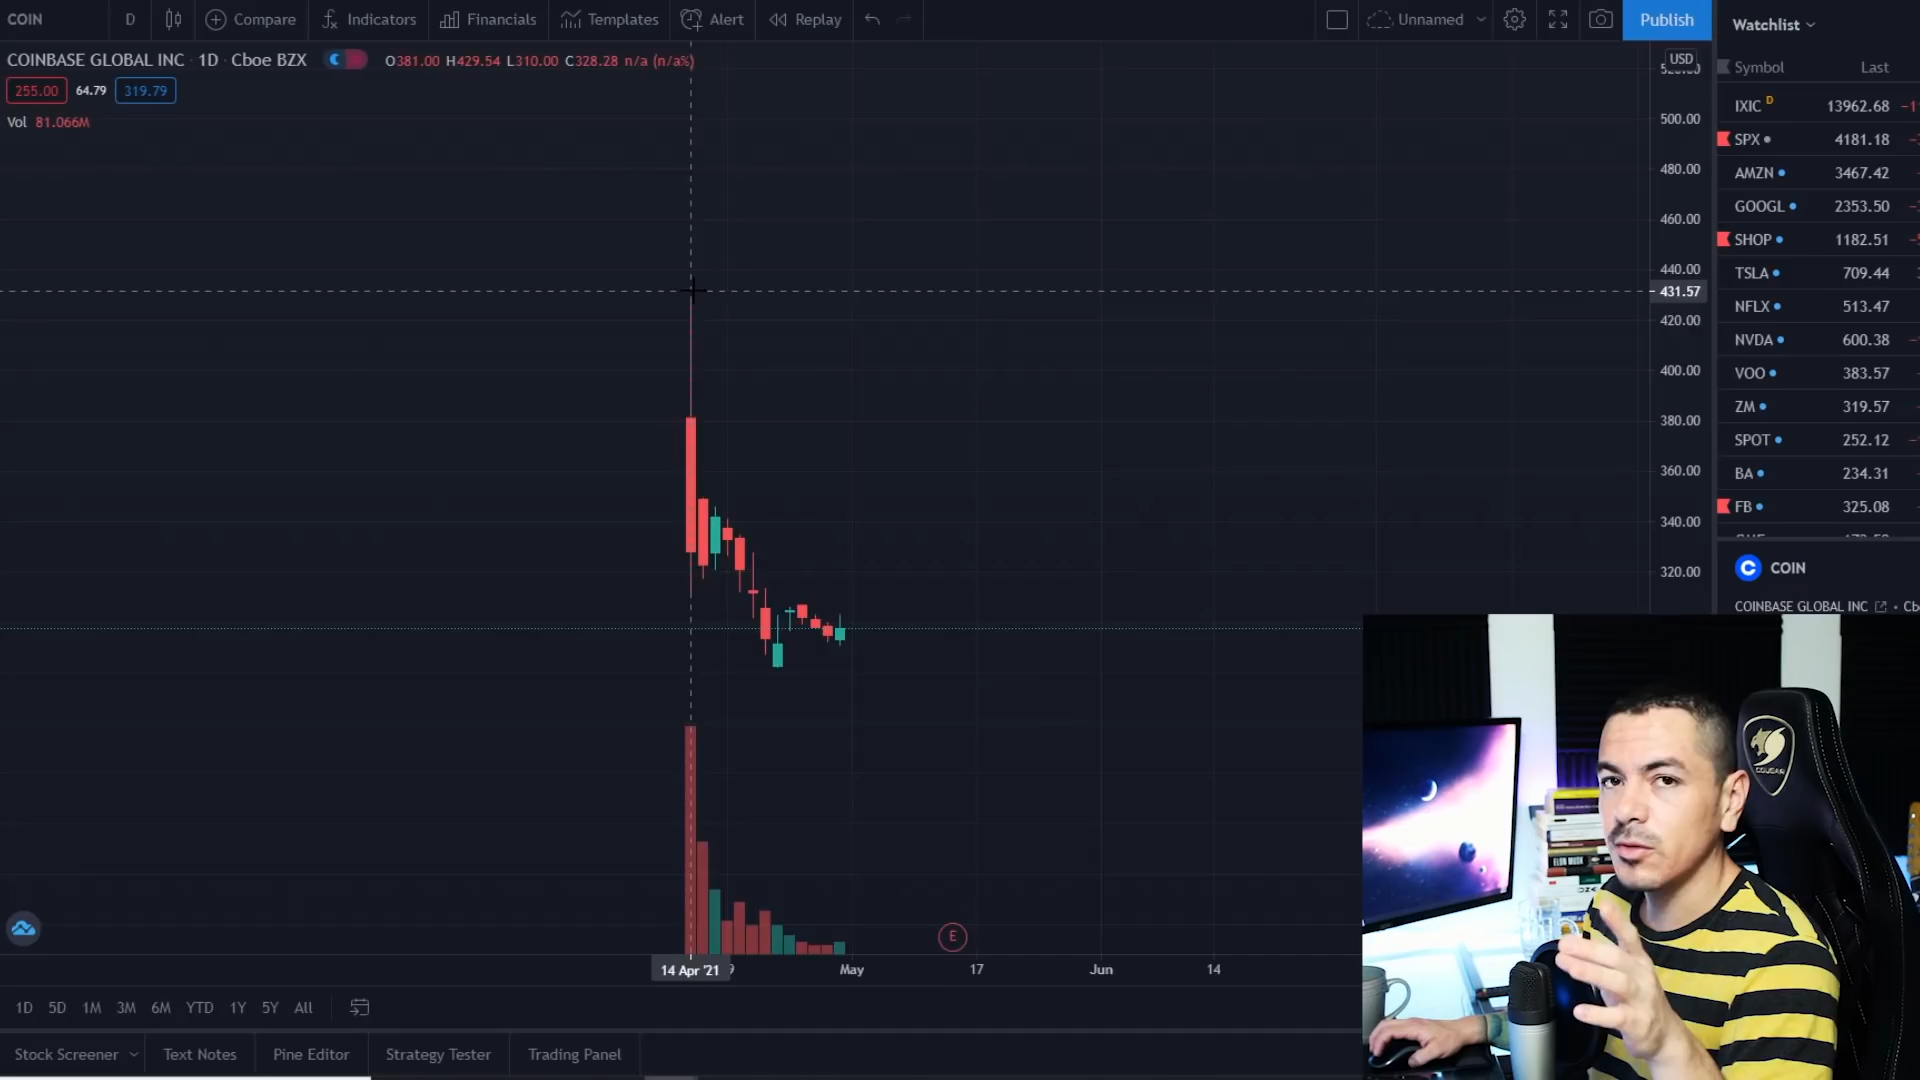 COIN D Compare Indicators Financials Templates Alert Replay Unnamed Publish
COINBASE GLOBAL INC · 1D · Cboe BZX O381.00 H429.54 L310.00 C328.28 n/a (n/a%)
255.00 64.79 319.79
Vol 81.066M
USD
500.00
480.00
460.00
440.00
431.57
420.00
400.00
380.00
360.00
340.00
320.00
Watchlist
Symbol Last
IXIC D 13962.68
SPX 4181.18
AMZN 3467.42
GOOGL 2353.50
SHOP 1182.51
TSLA 709.44
NFLX 513.47
NVDA 600.38
VOO 383.57
ZM 319.57
SPOT 252.12
BA 234.31
FB 325.08
C COIN
COINBASE GLOBAL INC
COUGAR
ELON MUSK
E
14 Apr '21 May 17 Jun 14
1D 5D 1M 3M 6M YTD 1Y 5Y All
Stock Screener Text Notes Pine Editor Strategy Tester Trading Panel